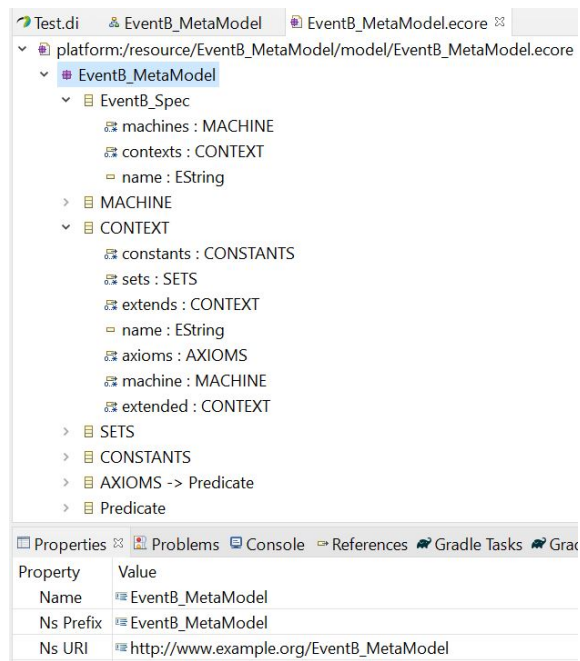 Test.di EventB_MetaModel EventB_MetaModel.ecore
platform:/resource/EventB_MetaModel/model/EventB_MetaModel.ecore
EventB_MetaModel
EventB_Spec
machines : MACHINE
contexts : CONTEXT
name : EString
MACHINE
CONTEXT
constants : CONSTANTS
sets : SETS
extends : CONTEXT
name : EString
axioms : AXIOMS
machine : MACHINE
extended : CONTEXT
SETS
CONSTANTS
AXIOMS -> Predicate
Predicate
Properties Problems Console References Gradle Tasks Grad
Property Value
Name EventB_MetaModel
Ns Prefix EventB_MetaModel
Ns URI http://www.example.org/EventB_MetaModel